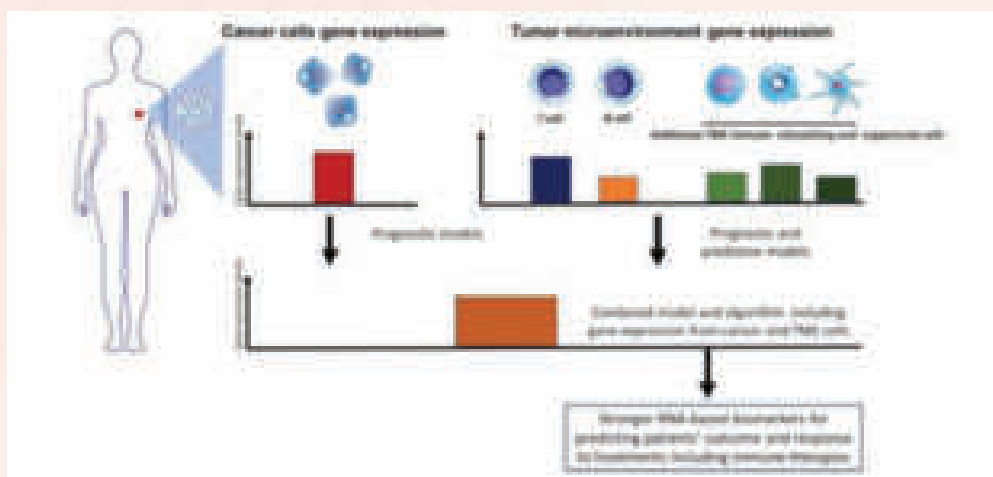 Cancer cells gene expression
Tumor microenvironment gene expression
T cell
B cell
Additional TME immune stimulating and suppressive cells
Prognostic models
Prognostic and
predictive models
Combined model and algorithm, including
gene expression from cancer and TME cells
Stronger RNA-based biomarkers for
predicting patients' outcome and response
to treatments including immune therapies